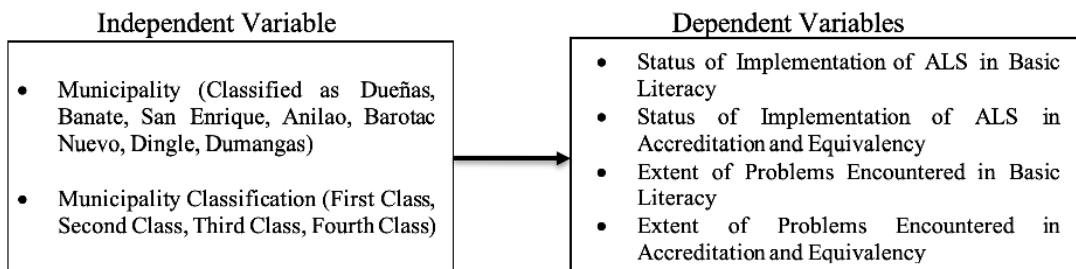 Independent Variable
• Municipality (Classified as Dueñas,
Banate, San Enrique, Anilao, Barotac
Nuevo, Dingle, Dumangas)
• Municipality Classification (First Class,
Second Class, Third Class, Fourth Class)
Dependent Variables
• Status of Implementation of ALS in Basic
Literacy
• Status of Implementation of ALS in
Accreditation and Equivalency
• Extent of Problems Encountered in Basic
Literacy
• Extent of Problems Encountered in
Accreditation and Equivalency